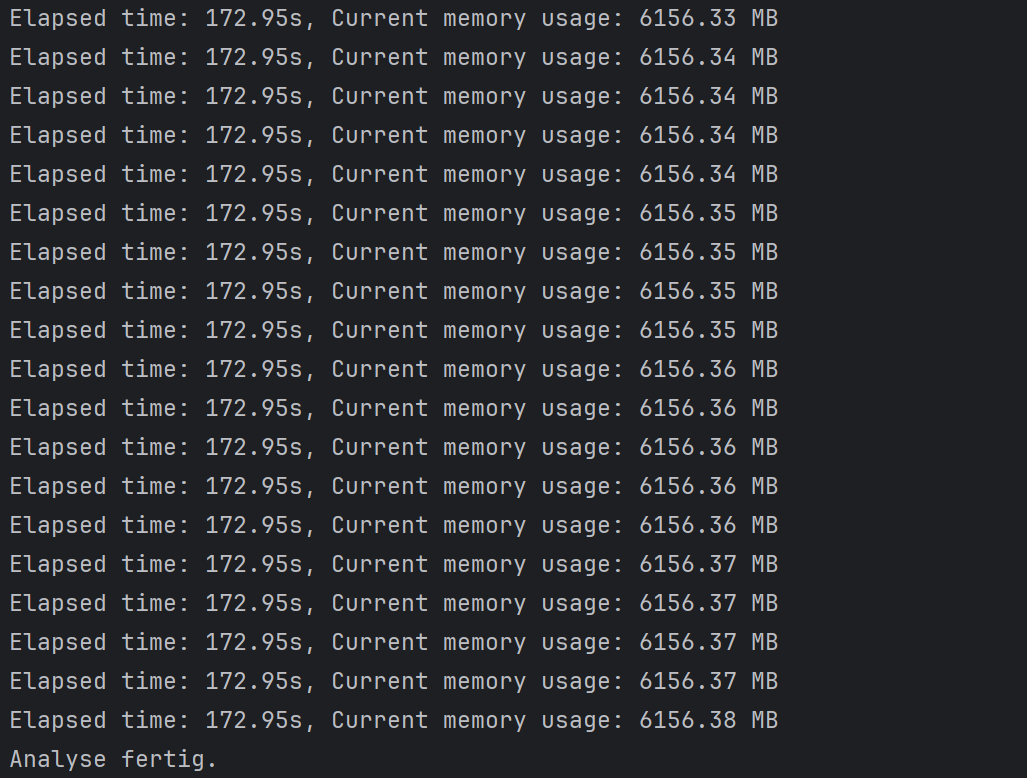 Elapsed time: 172.95s, Current memory usage: 6156.33 MB
Elapsed time: 172.95s, Current memory usage: 6156.34 MB
Elapsed time: 172.95s, Current memory usage: 6156.34 MB
Elapsed time: 172.95s, Current memory usage: 6156.34 MB
Elapsed time: 172.95s, Current memory usage: 6156.34 MB
Elapsed time: 172.95s, Current memory usage: 6156.35 MB
Elapsed time: 172.95s, Current memory usage: 6156.35 MB
Elapsed time: 172.95s, Current memory usage: 6156.35 MB
Elapsed time: 172.95s, Current memory usage: 6156.35 MB
Elapsed time: 172.95s, Current memory usage: 6156.36 MB
Elapsed time: 172.95s, Current memory usage: 6156.36 MB
Elapsed time: 172.95s, Current memory usage: 6156.36 MB
Elapsed time: 172.95s, Current memory usage: 6156.36 MB
Elapsed time: 172.95s, Current memory usage: 6156.36 MB
Elapsed time: 172.95s, Current memory usage: 6156.37 MB
Elapsed time: 172.95s, Current memory usage: 6156.37 MB
Elapsed time: 172.95s, Current memory usage: 6156.37 MB
Elapsed time: 172.95s, Current memory usage: 6156.37 MB
Elapsed time: 172.95s, Current memory usage: 6156.38 MB
Analyse fertig.